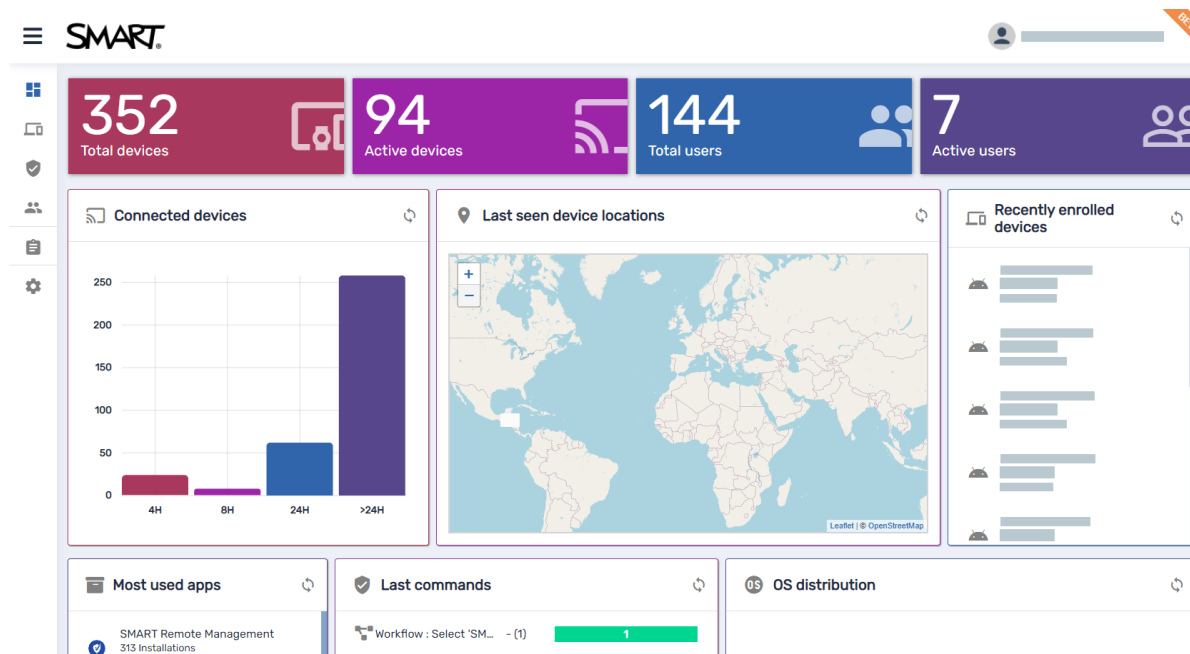 SMART
352
Total devices
94
Active devices
144
Total users
7
Active users
Connected devices
250
200
150
100
50
0
4H
8H
24H
>24H
Last seen device locations
+
−
Leaflet | © OpenStreetMap
Recently enrolled
devices
Most used apps
SMART Remote Management
313 Installations
Last commands
Workflow : Select 'SM... - (1)
1
OS
OS distribution